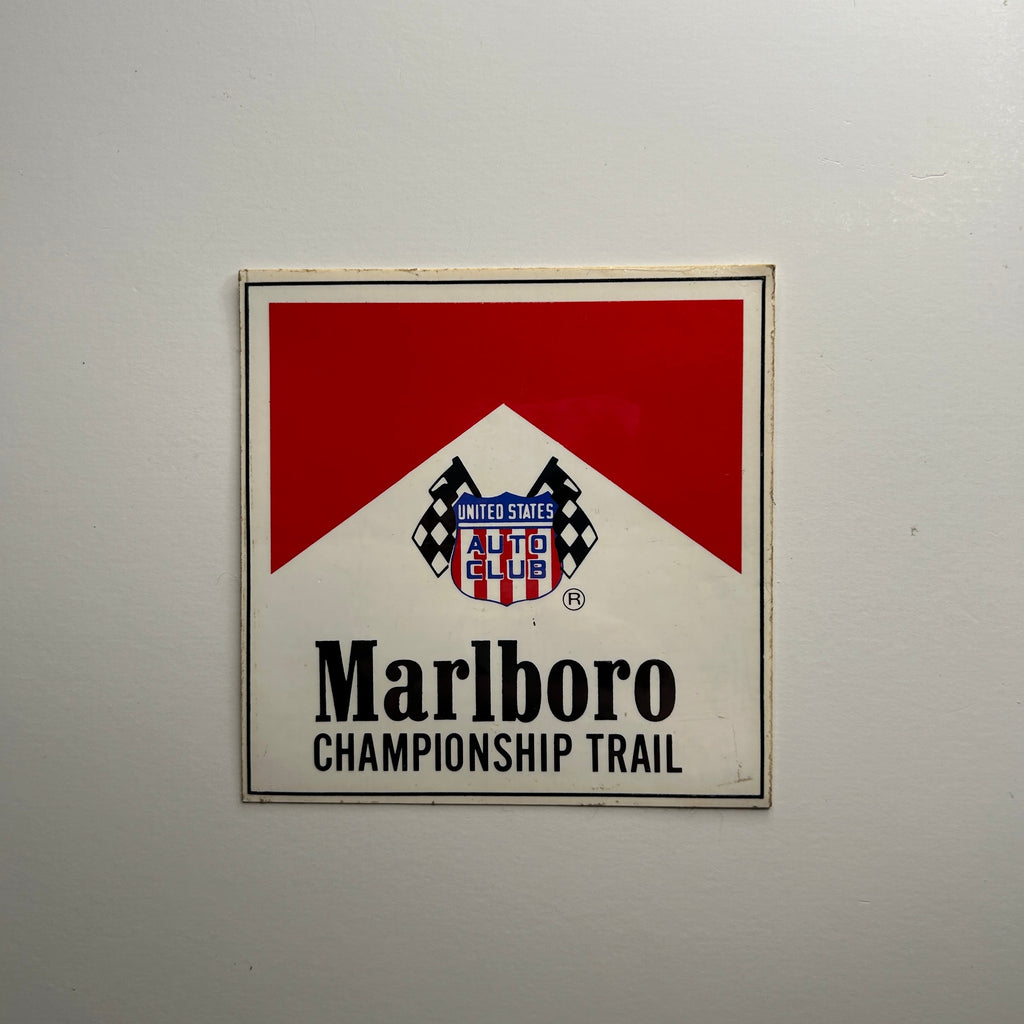 UNITED STATES
AUTO
CLUB
®
Marlboro
CHAMPIONSHIP TRAIL